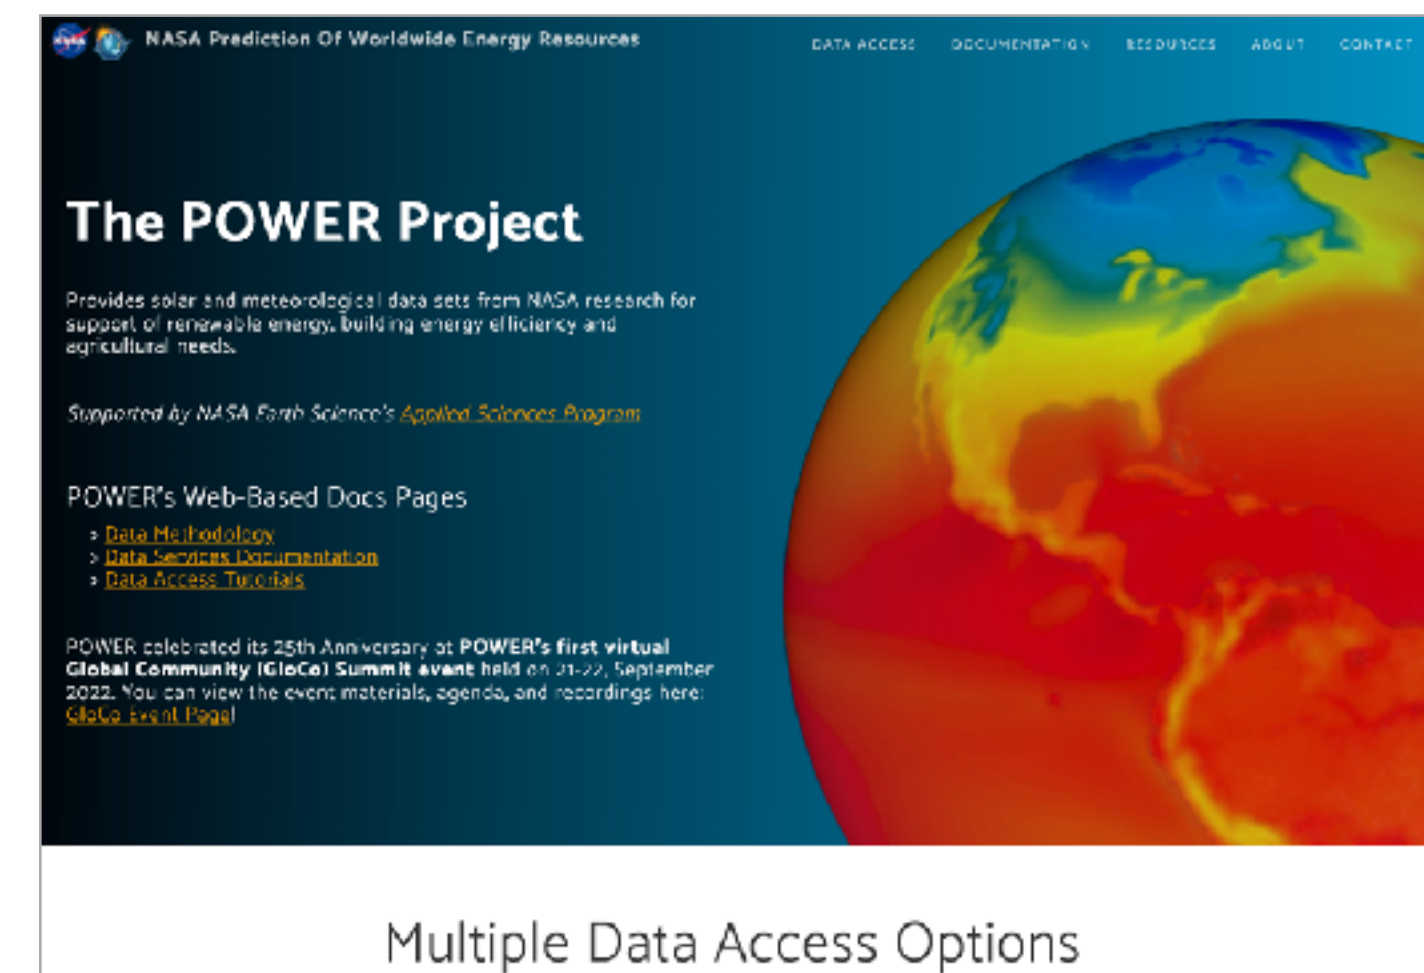 NASA Prediction Of Worldwide Energy Resources
DATA ACCESS DOCUMENTATION RESOURCES ABOUT CONTACT
The POWER Project
Provides solar and meteorological data sets from NASA research for
support of renewable energy, building energy efficiency and
agricultural needs.
Supported by NASA Earth Science's Applied Sciences Program
POWER's Web-Based Docs Pages
» Data Methodology
» Data Services Documentation
» Data Access Tutorials
POWER celebrated its 25th Anniversary at POWER's first virtual
Global Community (GloCo) Summit event held on 21-22, September
2022. You can view the event materials, agenda, and recordings here:
GloCo Event Page!
Multiple Data Access Options